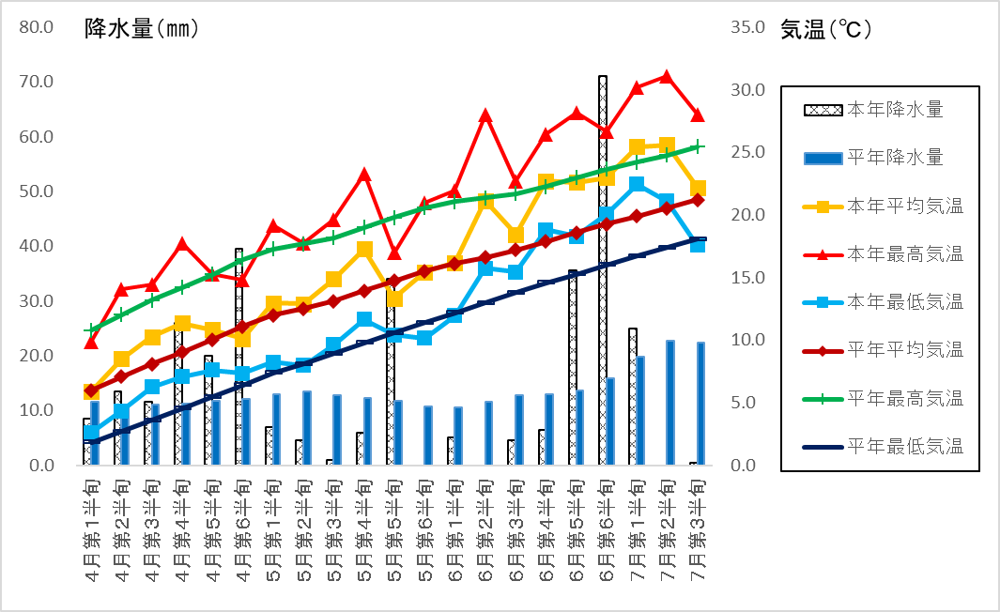 降水量(㎜)
気温(℃)
80.0
70.0
60.0
50.0
40.0
30.0
20.0
10.0
0.0
35.0
30.0
25.0
20.0
15.0
10.0
5.0
0.0
本年降水量
平年降水量
本年平均気温
本年最高気温
本年最低気温
平年平均気温
平年最高気温
平年最低気温
4月第1半旬
4月第2半旬
4月第3半旬
4月第4半旬
4月第5半旬
4月第6半旬
5月第1半旬
5月第2半旬
5月第3半旬
5月第4半旬
5月第5半旬
5月第6半旬
6月第1半旬
6月第2半旬
6月第3半旬
6月第4半旬
6月第5半旬
6月第6半旬
7月第1半旬
7月第2半旬
7月第3半旬